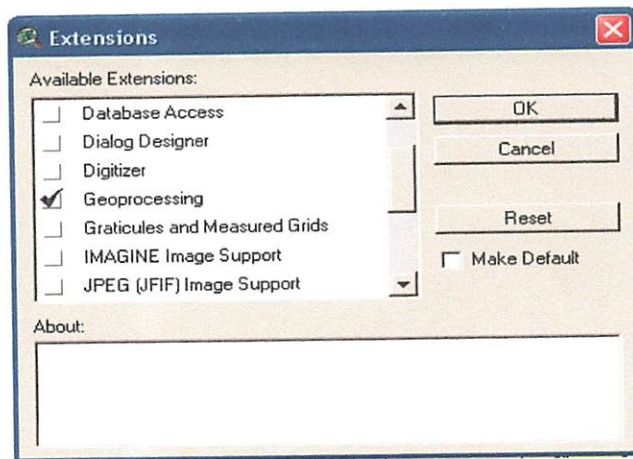 Extensions
Available Extensions:
Database Access
Dialog Designer
Digitizer
Geoprocessing
Graticules and Measured Grids
IMAGINE Image Support
JPEG (JFIF) Image Support
OK
Cancel
Reset
Make Default
About: